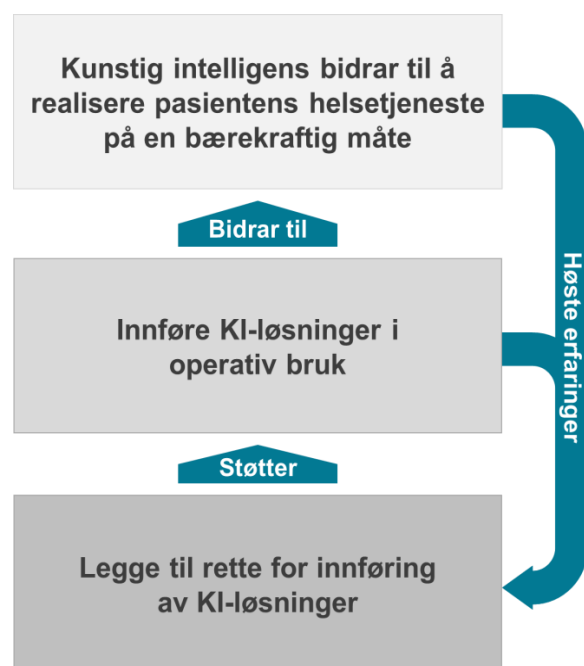 Kunstig intelligens bidrar til å
realisere pasientens helsetjeneste
på en bærekraftig måte
Bidrar til
Innføre KI-løsninger i
operativ bruk
Støtter
Legge til rette for innføring
av KI-løsninger
Høste erfaringer